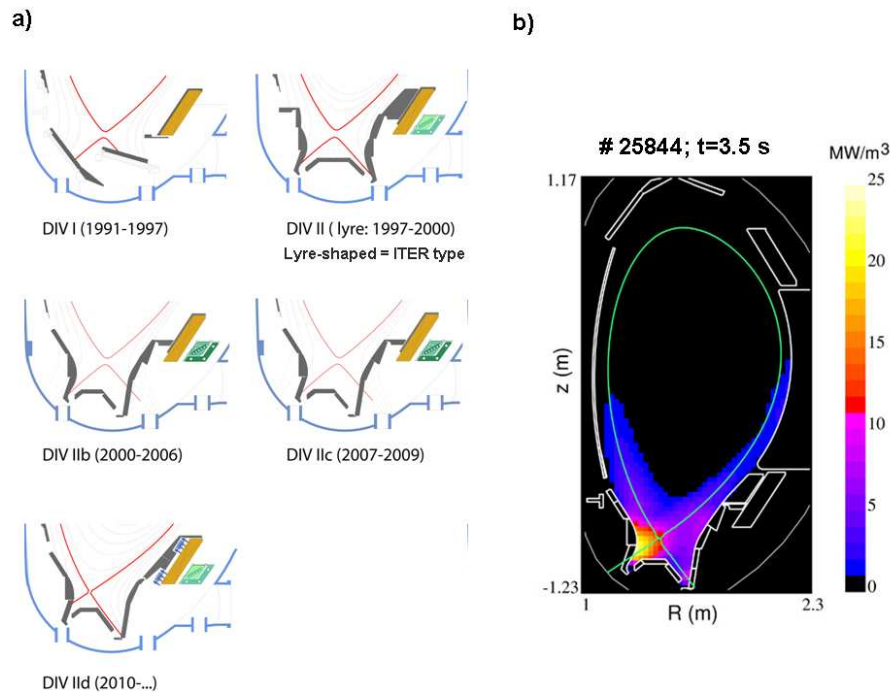 a)
DIV I (1991-1997)
DIV II ( lyre: 1997-2000)
Lyre-shaped = ITER type
DIV IIb (2000-2006)
DIV IIc (2007-2009)
DIV IId (2010-...)
b)
# 25844; t=3.5 s
MW/m³
1.17
z (m)
-1.23
1
R (m)
2.3
25
20
15
10
5
0